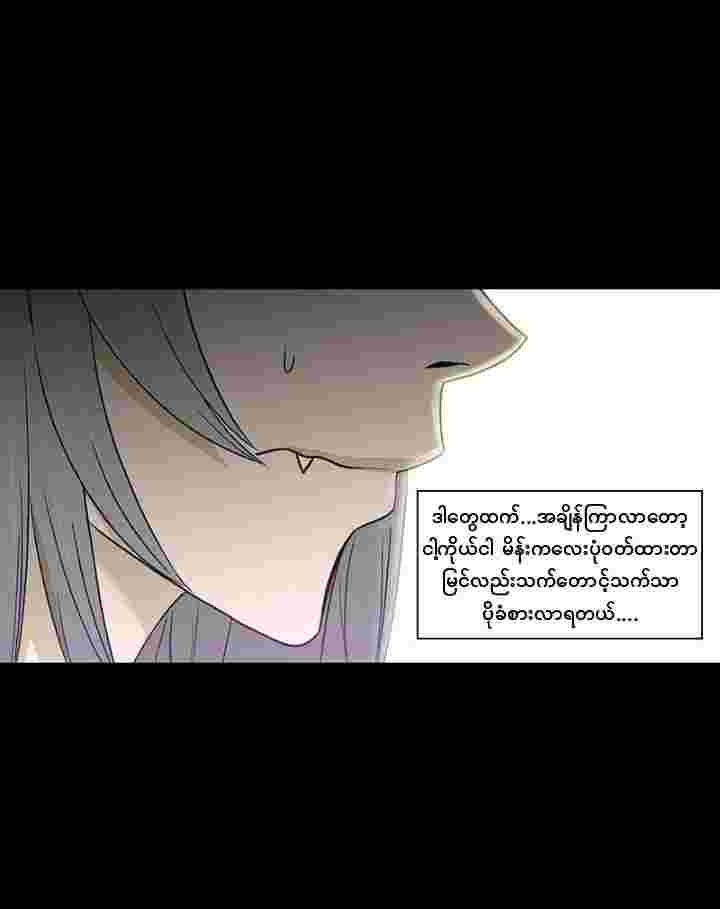 ဒါတွေထက်...အချိန်ကြာလာတော့
ငါ့ကိုယ်ငါ မိန်းကလေးပုံဝတ်ထားတာ
မြင်လည်းသက်တောင့်သက်သာ
ပိုခံစားလာရတယ်....